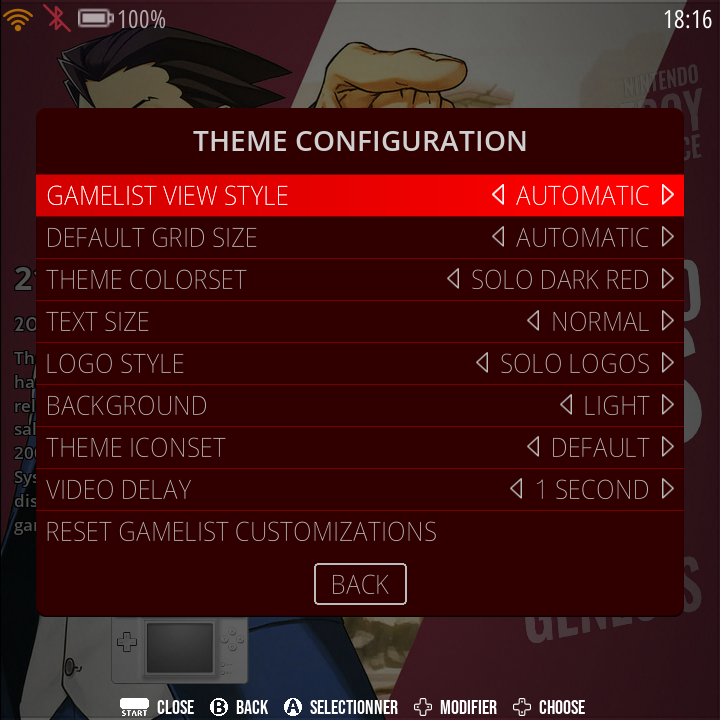 100%
18:16
NINTENDO
THEME CONFIGURATION
GAMELIST VIEW STYLE AUTOMATIC
DEFAULT GRID SIZE AUTOMATIC
THEME COLORSET SOLO DARK RED
TEXT SIZE NORMAL
LOGO STYLE SOLO LOGOS
BACKGROUND LIGHT
THEME ICONSET DEFAULT
VIDEO DELAY 1 SECOND
RESET GAMELIST CUSTOMIZATIONS
BACK
START CLOSE B BACK A SELECTIONNER MODIFIER CHOOSE